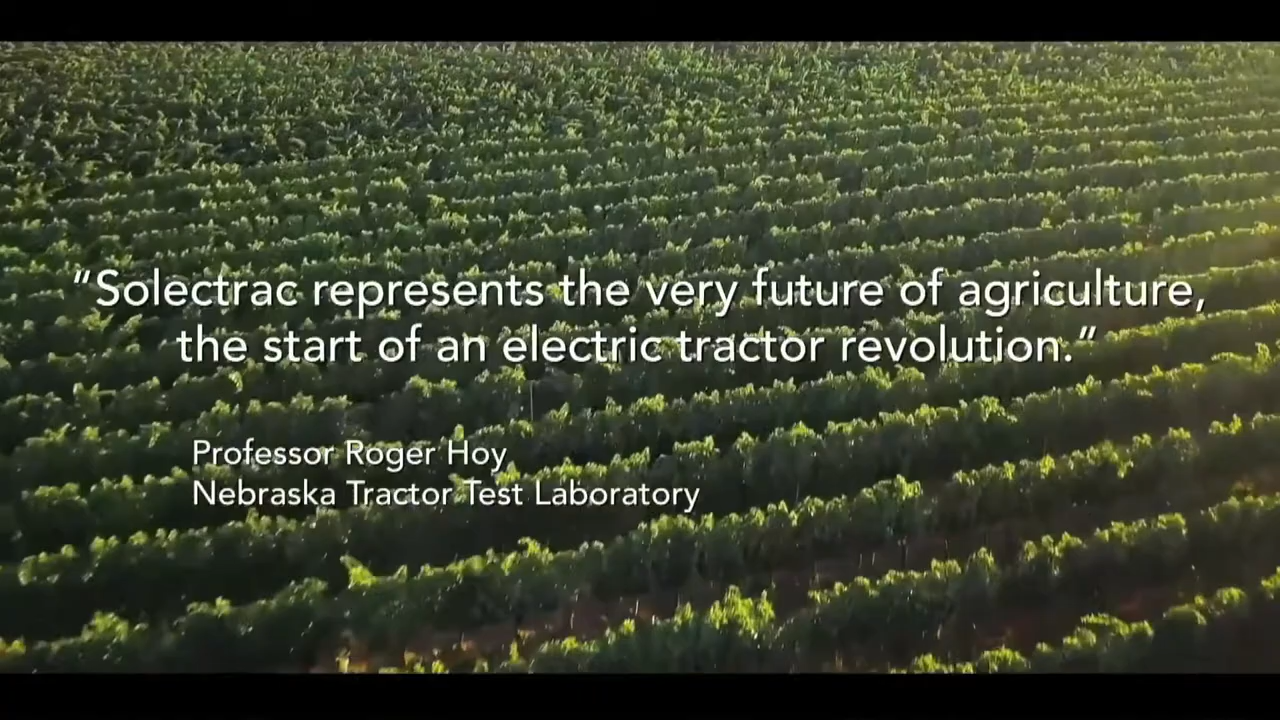 “Solectrac represents the very future of agriculture,
the start of an electric tractor revolution.”
Professor Roger Hoy
Nebraska Tractor Test Laboratory